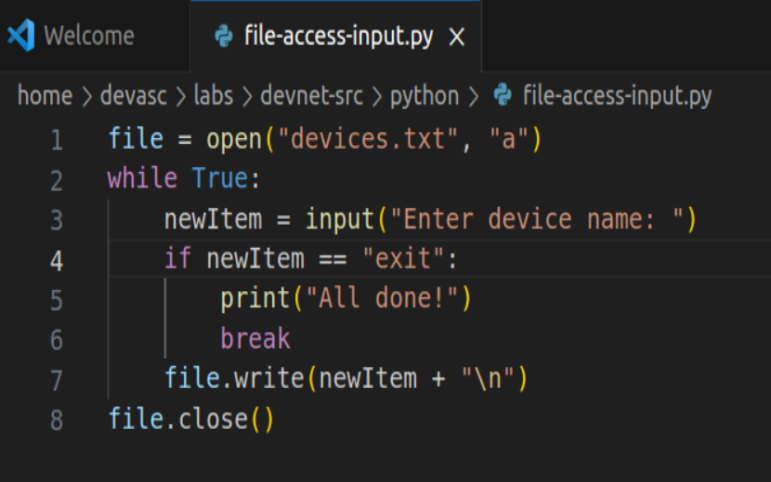 Welcome file-access-input.py ×
home > devasc > labs > devnet-src > python > file-access-input.py
1 file = open("devices.txt", "a")
2 while True:
3     newItem = input("Enter device name: ")
4     if newItem == "exit":
5         print("All done!")
6         break
7     file.write(newItem + "\n")
8 file.close()